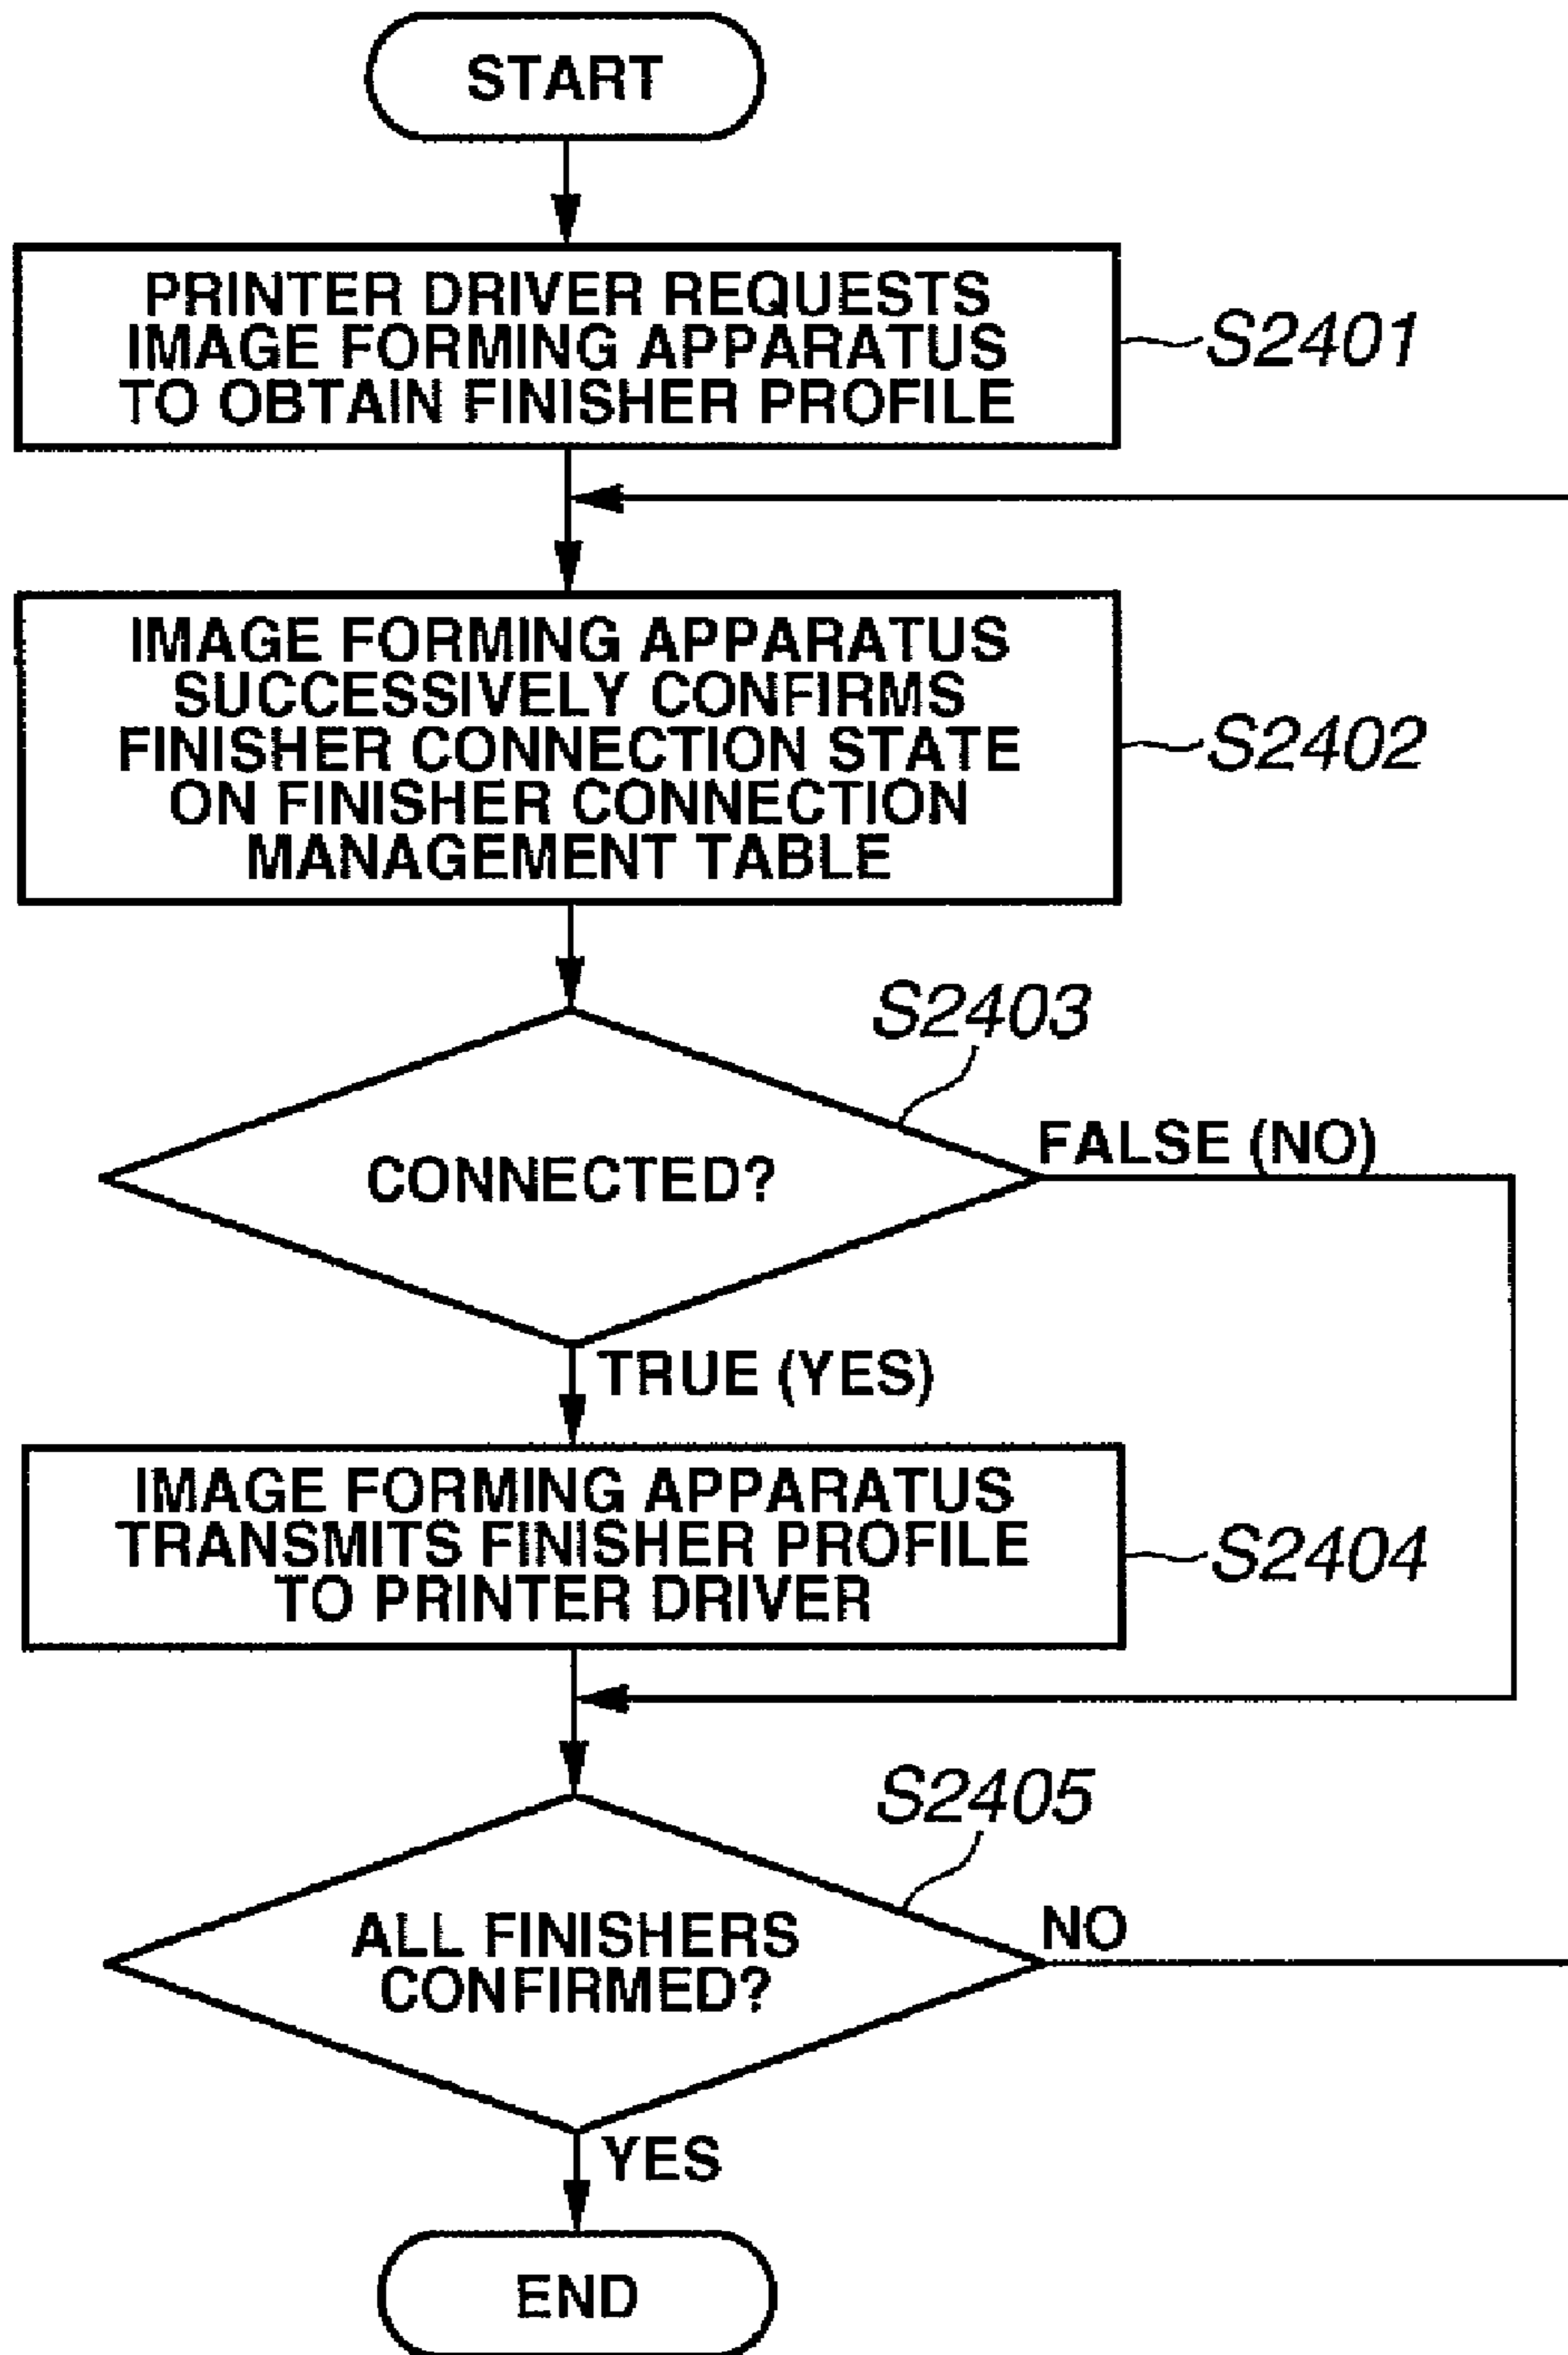 START
PRINTER DRIVER REQUESTS
IMAGE FORMING APPARATUS
TO OBTAIN FINISHER PROFILE
S2401
IMAGE FORMING APPARATUS
SUCCESSIVELY CONFIRMS
FINISHER CONNECTION STATE
ON FINISHER CONNECTION
MANAGEMENT TABLE
S2402
S2403
CONNECTED?
FALSE (NO)
TRUE (YES)
IMAGE FORMING APPARATUS
TRANSMITS FINISHER PROFILE
TO PRINTER DRIVER
S2404
S2405
ALL FINISHERS
CONFIRMED?
NO
YES
END